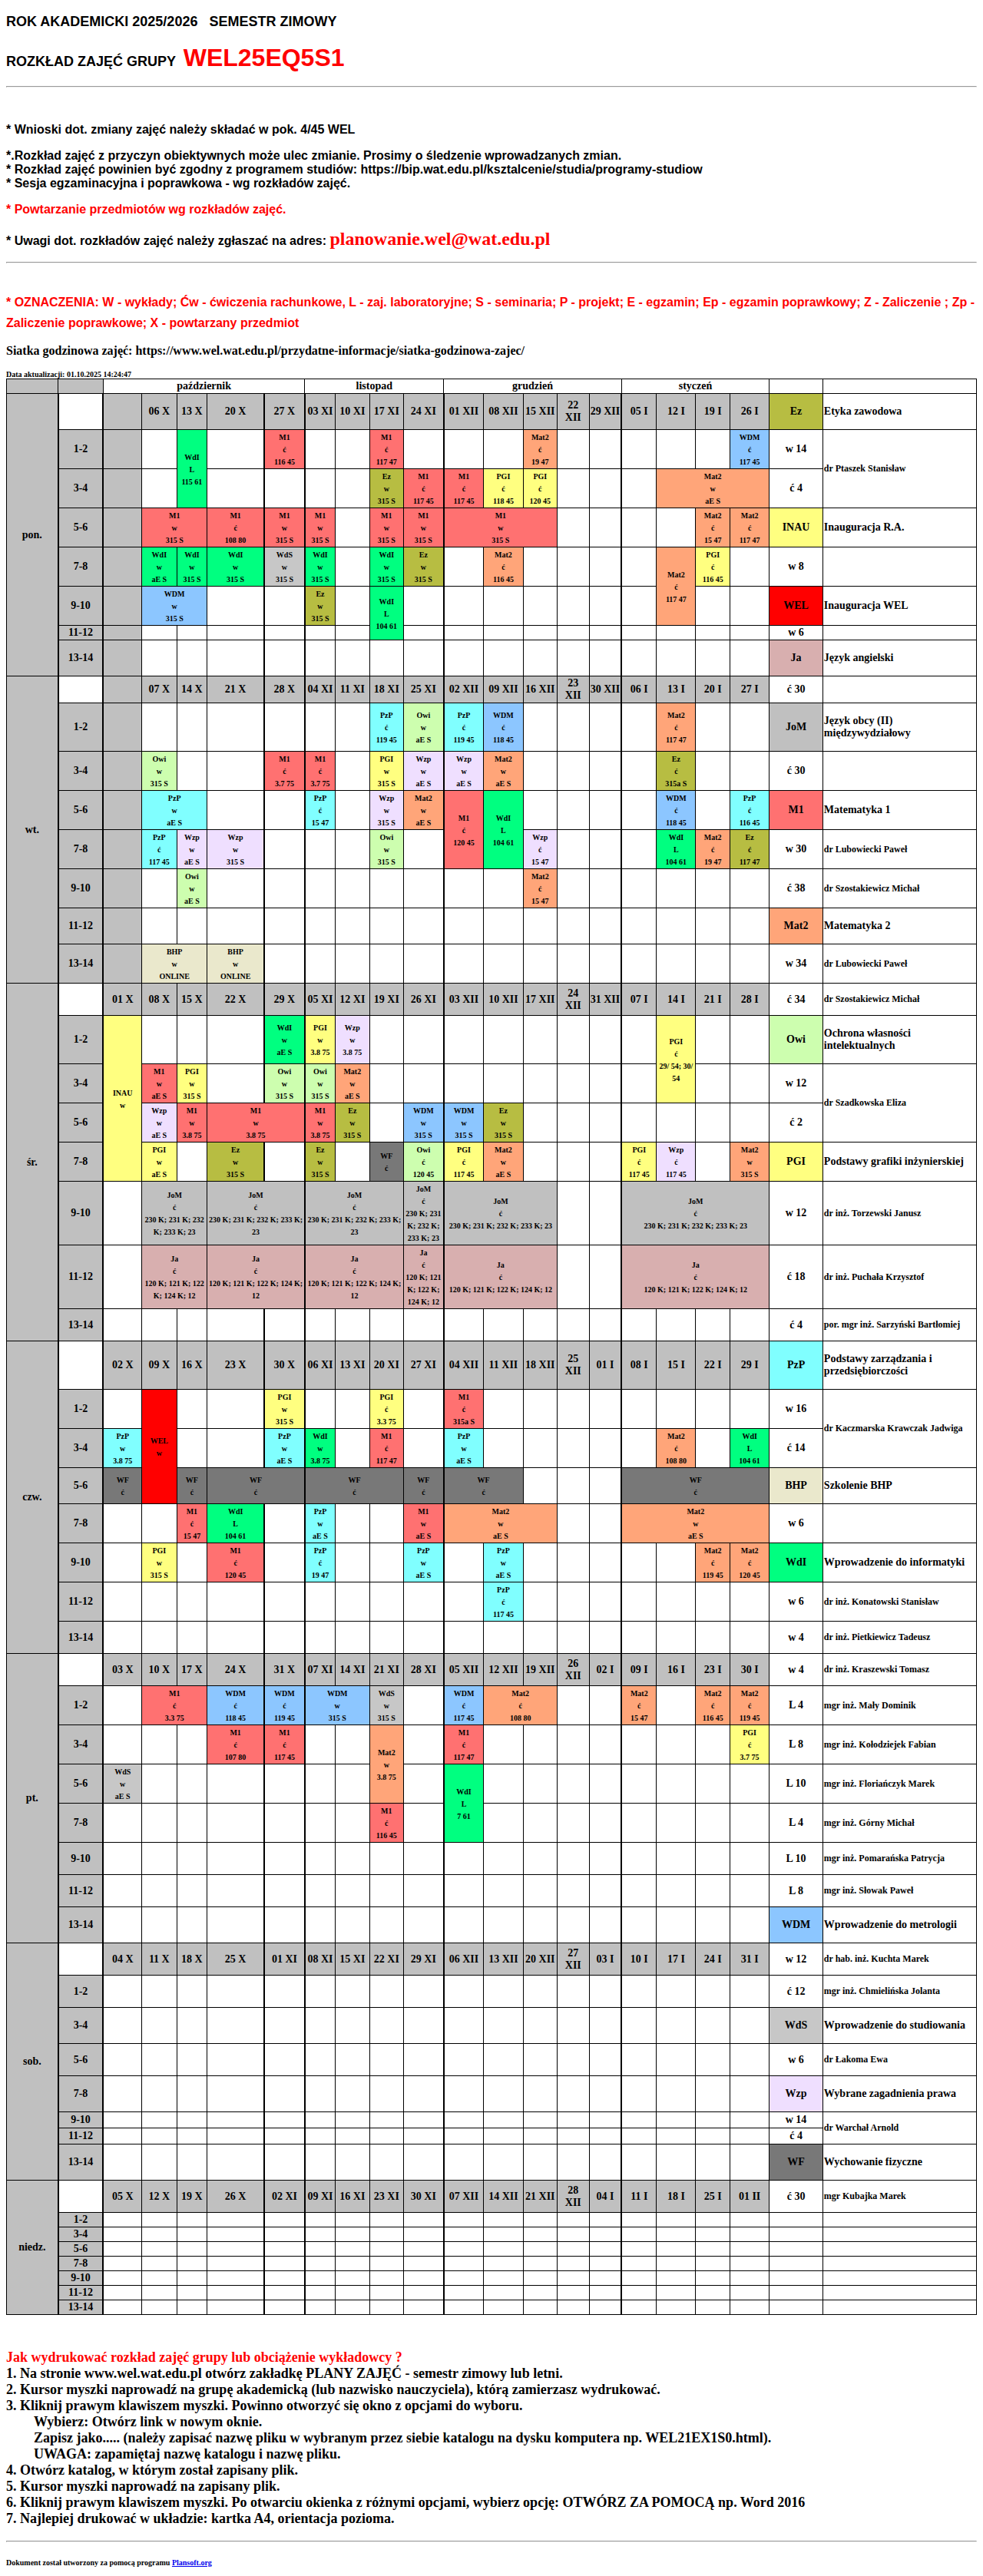 ROK AKADEMICKI 2025/2026 SEMESTR ZIMOWY
ROZKŁAD ZAJĘĆ GRUPY WEL25EQ5S1
* Wnioski dot. zmiany zajęć należy składać w pok. 4/45 WEL
*.Rozkład zajęć z przyczyn obiektywnych może ulec zmianie. Prosimy o śledzenie wprowadzanych zmian.
* Rozkład zajęć powinien być zgodny z programem studiów: https://bip.wat.edu.pl/ksztalcenie/studia/programy-studiow
* Sesja egzaminacyjna i poprawkowa - wg rozkładów zajęć.
* Powtarzanie przedmiotów wg rozkładów zajęć.
* Uwagi dot. rozkładów zajęć należy zgłaszać na adres: planowanie.wel@wat.edu.pl
* OZNACZENIA: W - wykłady; Ćw - ćwiczenia rachunkowe, L - zaj. laboratoryjne; S - seminaria; P - projekt; E - egzamin; Ep - egzamin poprawkowy; Z - Zaliczenie ; Zp -
Zaliczenie poprawkowe; X - powtarzany przedmiot
Siatka godzinowa zajęć: https://www.wel.wat.edu.pl/przydatne-informacje/siatka-godzinowa-zajec/
Data aktualizacji: 01.10.2025 14:24:47
październik listopad grudzień styczeń
pon. 06 X 13 X 20 X 27 X 03 XI 10 XI 17 XI 24 XI 01 XII 08 XII 15 XII 22 XII 29 XII 05 I 12 I 19 I 26 I Ez Etyka zawodowa
1-2 WdI L 115 61 M1 ć 116 45 M1 ć 117 47 Mat2 ć 19 47 WDM ć 117 45 w 14 dr Ptaszek Stanisław
3-4 Ez w 315 S M1 ć 117 45 M1 ć 117 45 PGI ć 118 45 PGI ć 120 45 Mat2 w aE S ć 4
5-6 M1 w 315 S M1 ć 108 80 M1 w 315 S M1 w 315 S M1 w 315 S M1 w 315 S M1 w 315 S Mat2 ć 15 47 Mat2 ć 117 47 INAU Inauguracja R.A.
7-8 WdI w aE S WdI w 315 S WdI w 315 S WdS w 315 S WdI w 315 S WdI w 315 S Ez w 315 S Mat2 ć 116 45 Mat2 ć 117 47 PGI ć 116 45 w 8
9-10 WDM w 315 S Ez w 315 S WdI L 104 61 WEL Inauguracja WEL
11-12 w 6
13-14 Ja Język angielski
wt. 07 X 14 X 21 X 28 X 04 XI 11 XI 18 XI 25 XI 02 XII 09 XII 16 XII 23 XII 30 XII 06 I 13 I 20 I 27 I ć 30
1-2 PzP ć 119 45 Owi w aE S PzP ć 119 45 WDM ć 118 45 Mat2 ć 117 47 JoM Język obcy (II) międzywydziałowy
3-4 Owi w 315 S M1 ć 3.7 75 M1 ć 3.7 75 PGI w 315 S Wzp w aE S Wzp w aE S Mat2 w aE S Ez ć 315a S ć 30
5-6 PzP w aE S PzP ć 15 47 Wzp w 315 S Mat2 w aE S M1 ć 120 45 WdI L 104 61 WDM ć 118 45 PzP ć 116 45 M1 Matematyka 1
7-8 PzP ć 117 45 Wzp w aE S Wzp w 315 S Owi w 315 S Wzp ć 15 47 WdI L 104 61 Mat2 ć 19 47 Ez ć 117 47 w 30 dr Lubowiecki Paweł
9-10 Owi w aE S Mat2 ć 15 47 ć 38 dr Szostakiewicz Michał
11-12 Mat2 Matematyka 2
13-14 BHP w ONLINE BHP w ONLINE w 34 dr Lubowiecki Paweł
śr. 01 X 08 X 15 X 22 X 29 X 05 XI 12 XI 19 XI 26 XI 03 XII 10 XII 17 XII 24 XII 31 XII 07 I 14 I 21 I 28 I ć 34 dr Szostakiewicz Michał
1-2 INAU w WdI w aE S PGI w 3.8 75 Wzp w 3.8 75 PGI ć 29/ 54; 30/ 54 Owi Ochrona własności intelektualnych
3-4 M1 w aE S PGI w 315 S Owi w 315 S Owi w 315 S Mat2 w aE S w 12 dr Szadkowska Eliza
5-6 Wzp w aE S M1 w 3.8 75 M1 w 3.8 75 M1 w 3.8 75 Ez w 315 S WDM w 315 S WDM w 315 S Ez w 315 S ć 2
7-8 PGI w aE S Ez w 315 S Ez w 315 S WF ć Owi ć 120 45 PGI ć 117 45 Mat2 w aE S PGI ć 117 45 Wzp ć 117 45 Mat2 w 315 S PGI Podstawy grafiki inżynierskiej
9-10 JoM ć 230 K; 231 K; 232 K; 233 K; 23 JoM ć 230 K; 231 K; 232 K; 233 K; 23 JoM ć 230 K; 231 K; 232 K; 233 K; 23 JoM ć 230 K; 231 K; 232 K; 233 K; 23 JoM ć 230 K; 231 K; 232 K; 233 K; 23 JoM ć 230 K; 231 K; 232 K; 233 K; 23 w 12 dr inż. Torzewski Janusz
11-12 Ja ć 120 K; 121 K; 122 K; 124 K; 12 Ja ć 120 K; 121 K; 122 K; 124 K; 12 Ja ć 120 K; 121 K; 122 K; 124 K; 12 Ja ć 120 K; 121 K; 122 K; 124 K; 12 Ja ć 120 K; 121 K; 122 K; 124 K; 12 Ja ć 120 K; 121 K; 122 K; 124 K; 12 ć 18 dr inż. Puchała Krzysztof
13-14 ć 4 por. mgr inż. Sarzyński Bartłomiej
czw. 02 X 09 X 16 X 23 X 30 X 06 XI 13 XI 20 XI 27 XI 04 XII 11 XII 18 XII 25 XII 01 I 08 I 15 I 22 I 29 I PzP Podstawy zarządzania i przedsiębiorczości
1-2 WEL w PGI w 315 S PGI ć 3.3 75 M1 ć 315a S w 16 dr Kaczmarska Krawczak Jadwiga
3-4 PzP w 3.8 75 PzP w aE S WdI w 3.8 75 M1 ć 117 47 PzP w aE S Mat2 ć 108 80 WdI L 104 61 ć 14
5-6 WF ć WF ć WF ć WF ć WF ć WF ć WF ć BHP Szkolenie BHP
7-8 M1 ć 15 47 WdI L 104 61 PzP w aE S M1 w aE S Mat2 w aE S Mat2 w aE S w 6
9-10 PGI w 315 S M1 ć 120 45 PzP ć 19 47 PzP w aE S PzP w aE S Mat2 ć 119 45 Mat2 ć 120 45 WdI Wprowadzenie do informatyki
11-12 PzP ć 117 45 w 6 dr inż. Konatowski Stanisław
13-14 w 4 dr inż. Pietkiewicz Tadeusz
pt. 03 X 10 X 17 X 24 X 31 X 07 XI 14 XI 21 XI 28 XI 05 XII 12 XII 19 XII 26 XII 02 I 09 I 16 I 23 I 30 I w 4 dr inż. Kraszewski Tomasz
1-2 M1 ć 3.3 75 WDM ć 118 45 WDM ć 119 45 WDM w 315 S WdS w 315 S WDM ć 117 45 Mat2 ć 108 80 Mat2 ć 15 47 Mat2 ć 116 45 Mat2 ć 119 45 L 4 mgr inż. Mały Dominik
3-4 M1 ć 107 80 M1 ć 117 45 Mat2 w 3.8 75 M1 ć 117 47 PGI ć 3.7 75 L 8 mgr inż. Kołodziejek Fabian
5-6 WdS w aE S WdI L 7 61 L 10 mgr inż. Floriańczyk Marek
7-8 M1 ć 116 45 L 4 mgr inż. Górny Michał
9-10 L 10 mgr inż. Pomarańska Patrycja
11-12 L 8 mgr inż. Słowak Paweł
13-14 WDM Wprowadzenie do metrologii
sob. 04 X 11 X 18 X 25 X 01 XI 08 XI 15 XI 22 XI 29 XI 06 XII 13 XII 20 XII 27 XII 03 I 10 I 17 I 24 I 31 I w 12 dr hab. inż. Kuchta Marek
1-2 ć 12 mgr inż. Chmielińska Jolanta
3-4 WdS Wprowadzenie do studiowania
5-6 w 6 dr Łakoma Ewa
7-8 Wzp Wybrane zagadnienia prawa
9-10 w 14 dr Warchał Arnold
11-12 ć 4
13-14 WF Wychowanie fizyczne
niedz. 05 X 12 X 19 X 26 X 02 XI 09 XI 16 XI 23 XI 30 XI 07 XII 14 XII 21 XII 28 XII 04 I 11 I 18 I 25 I 01 II ć 30 mgr Kubajka Marek
1-2
3-4
5-6
7-8
9-10
11-12
13-14
Jak wydrukować rozkład zajęć grupy lub obciążenie wykładowcy ?
1. Na stronie www.wel.wat.edu.pl otwórz zakładkę PLANY ZAJĘĆ - semestr zimowy lub letni.
2. Kursor myszki naprowadź na grupę akademicką (lub nazwisko nauczyciela), którą zamierzasz wydrukować.
3. Kliknij prawym klawiszem myszki. Powinno otworzyć się okno z opcjami do wyboru.
Wybierz: Otwórz link w nowym oknie.
Zapisz jako..... (należy zapisać nazwę pliku w wybranym przez siebie katalogu na dysku komputera np. WEL21EX1S0.html).
UWAGA: zapamiętaj nazwę katalogu i nazwę pliku.
4. Otwórz katalog, w którym został zapisany plik.
5. Kursor myszki naprowadź na zapisany plik.
6. Kliknij prawym klawiszem myszki. Po otwarciu okienka z różnymi opcjami, wybierz opcję: OTWÓRZ ZA POMOCĄ np. Word 2016
7. Najlepiej drukować w układzie: kartka A4, orientacja pozioma.
Dokument został utworzony za pomocą programu Plansoft.org